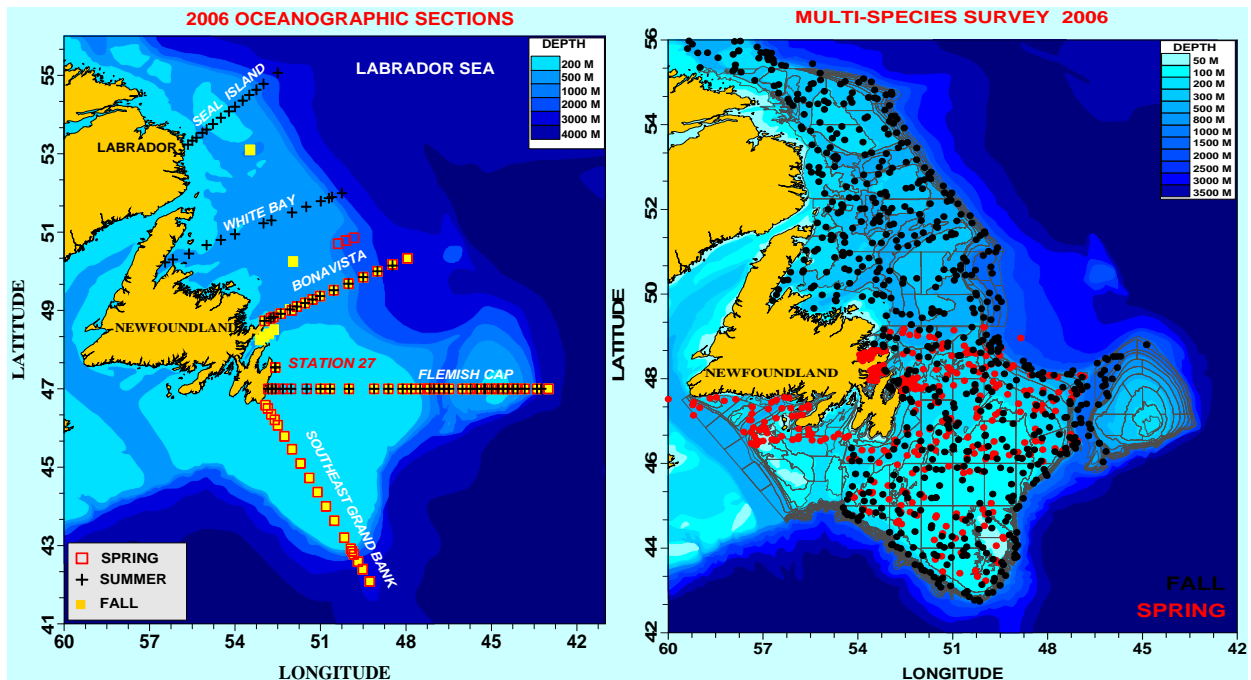 2006 OCEANOGRAPHIC SECTIONS
DEPTH
200 M
500 M
1000 M
2000 M
3000 M
4000 M
LABRADOR SEA
SEAL ISLAND
LABRADOR
WHITE BAY
BONAVISTA
NEWFOUNDLAND
STATION 27
FLEMISH CAP
SOUTHEAST GRAND BANK
SPRING
SUMMER
FALL
55
53
51
49
47
45
43
41
LATITUDE
60
57
54
51
48
45
42
LONGITUDE
MULTI-SPECIES SURVEY 2006
DEPTH
50 M
100 M
200 M
300 M
500 M
800 M
1000 M
1500 M
2000 M
2500 M
3000 M
3500 M
NEWFOUNDLAND
FALL
SPRING
56
54
52
50
48
46
44
42
LATITUDE
60
57
54
51
48
45
42
LONGITUDE